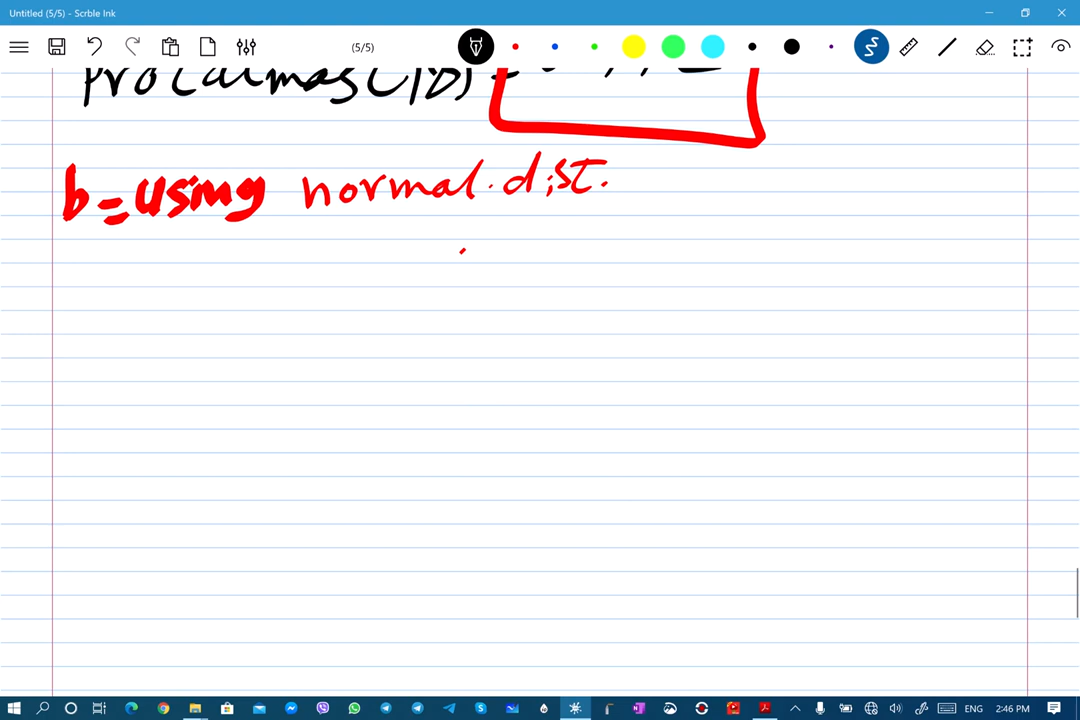 Untitled (5/5) - Scrble Ink
(5/5)
b = using normal. dist.
ENG 2:46 PM